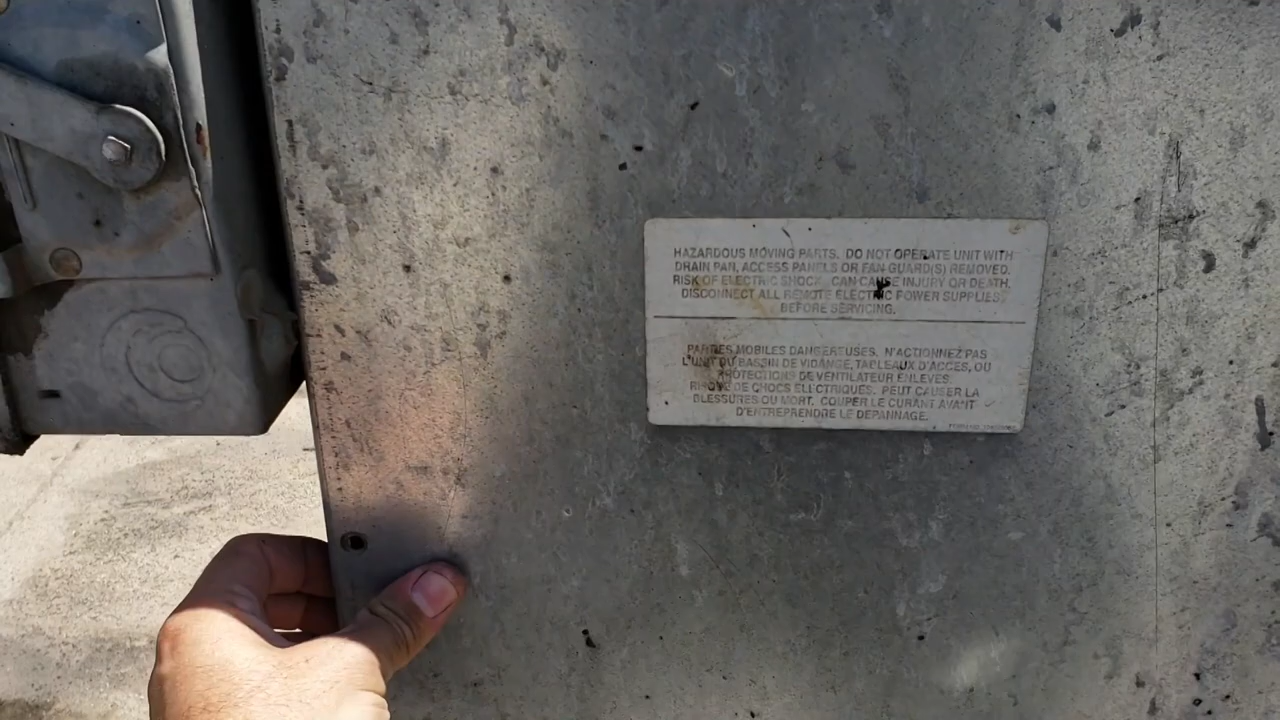 HAZARDOUS MOVING PARTS. DO NOT OPERATE UNIT WITH
DRAIN PAN, ACCESS PANELS OR FAN GUARD(S) REMOVED.
RISK OF ELECTRIC SHOCK. CAN CAUSE INJURY OR DEATH.
DISCONNECT ALL REMOTE ELECTRIC POWER SUPPLIES
BEFORE SERVICING.
PARTIES MOBILES DANGEREUSES. N'ACTIONNEZ PAS
L'UNIT DU BASSIN DE VIDANGE, TABLEAUX D'ACCES, OU
PROTECTIONS DE VENTILATEUR ENLEVES.
RISQUE DE CHOCS ELECTRIQUES. PEUT CAUSER LA
BLESSURES OU MORT. COUPER LE CURANT AVANT
D'ENTREPRENDRE LE DEPANNAGE.